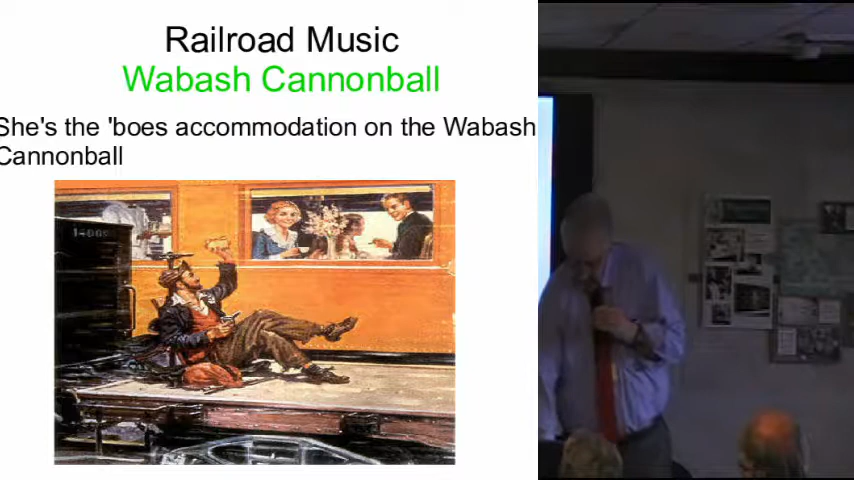 Railroad Music
Wabash Cannonball
She's the 'boes accommodation on the Wabash
Cannonball